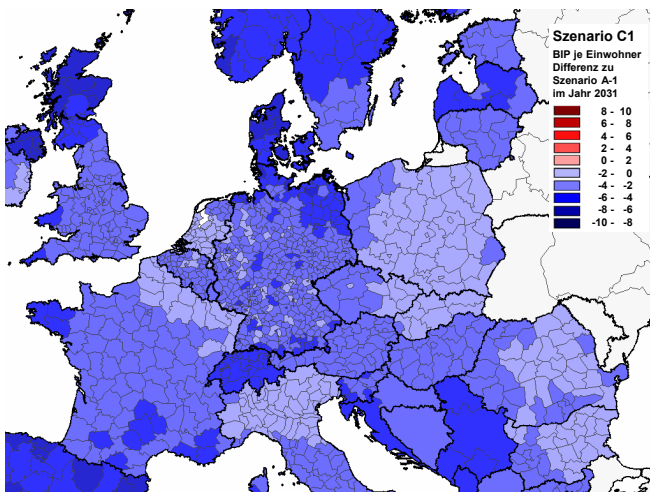 Szenario C1
BIP je Einwohner
Differenz zu
Szenario A-1
im Jahr 2031
8 - 10
6 - 8
4 - 6
2 - 4
0 - 2
-2 - 0
-4 - -2
-6 - -4
-8 - -6
-10 - -8